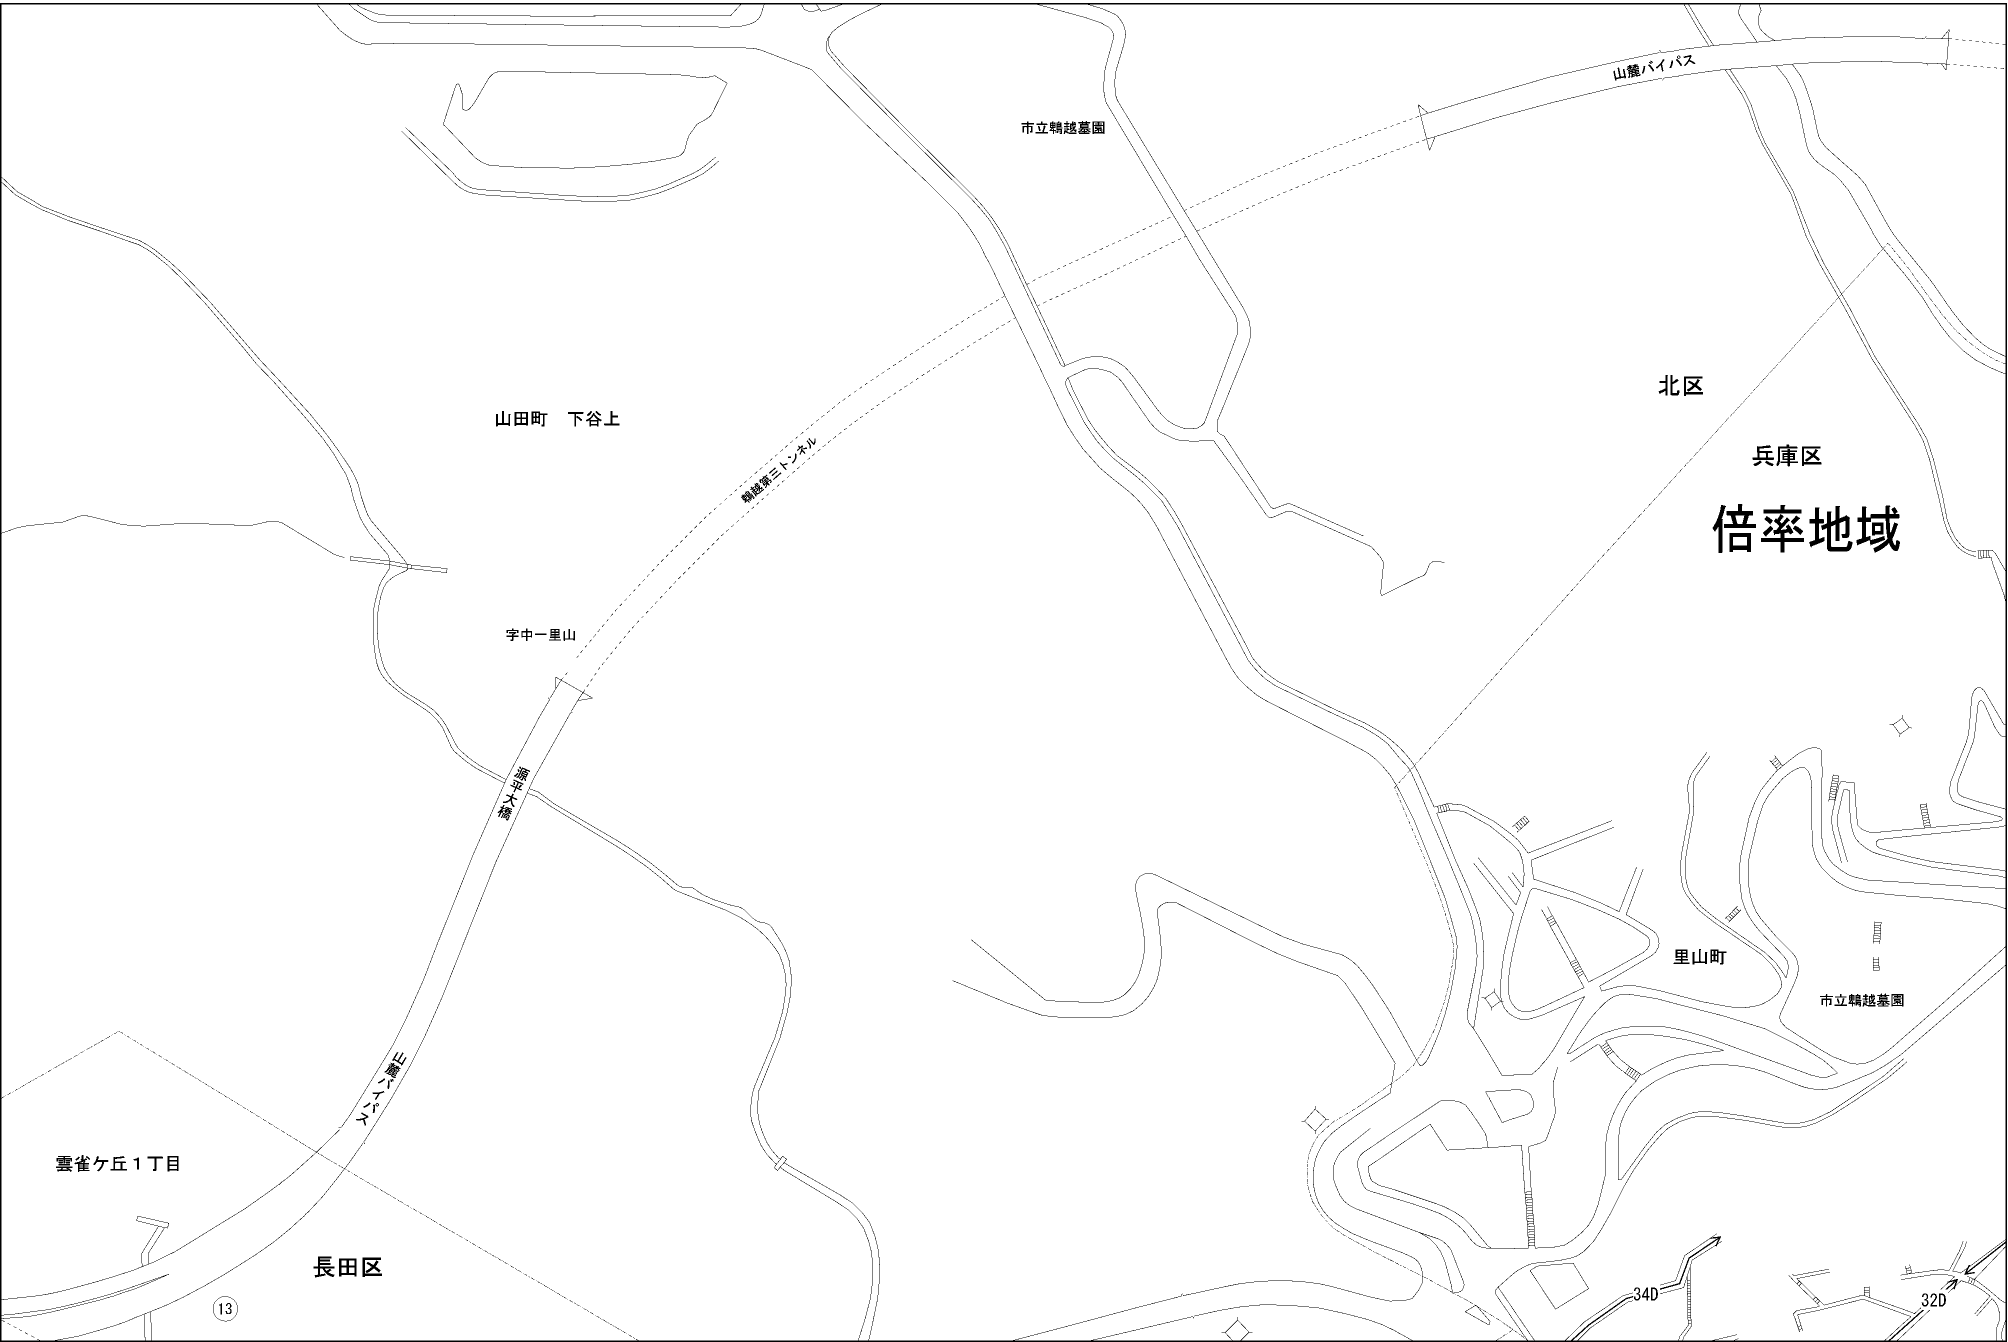 山麓バイパス
市立鵯越墓園
北区
山田町　下谷上
兵庫区
鵯越第三トンネル
倍率地域
字中一里山
源平大橋
里山町
市立鵯越墓園
山麓バイパス
雲雀ケ丘１丁目
長田区
13
34D
32D